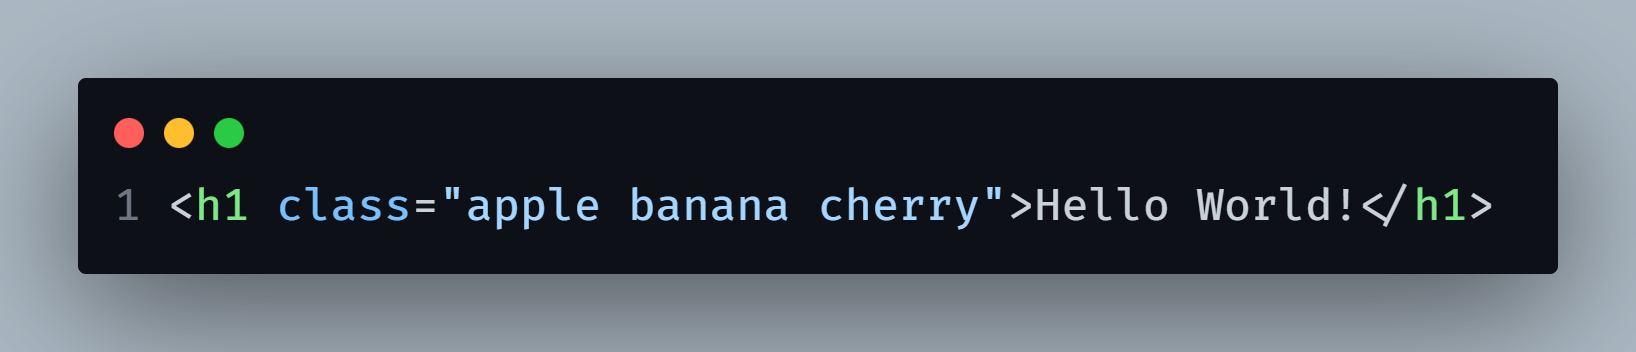 1 <h1 class="apple banana cherry">Hello World!</h1>